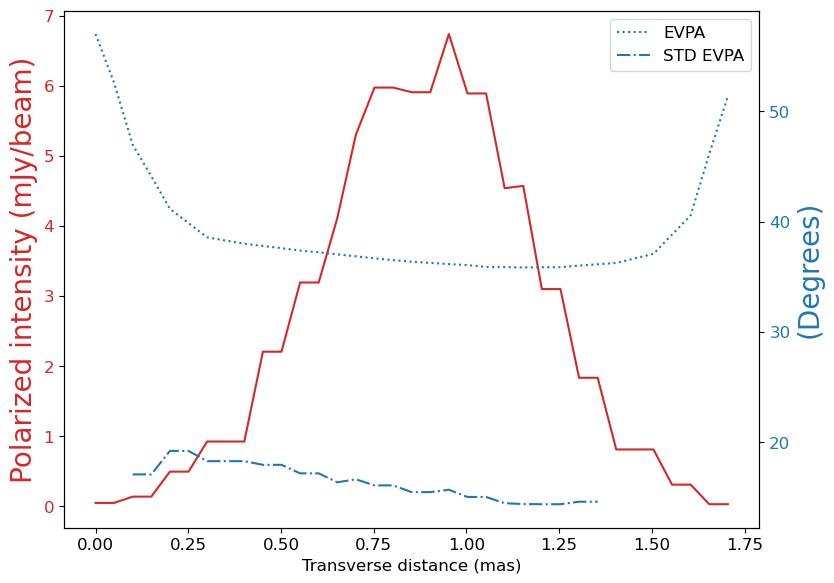 EVPA
STD EVPA
Polarized intensity (mJy/beam)
7
6
5
4
3
2
1
0
50
40
30
20
(Degrees)
0.00 0.25 0.50 0.75 1.00 1.25 1.50 1.75
Transverse distance (mas)